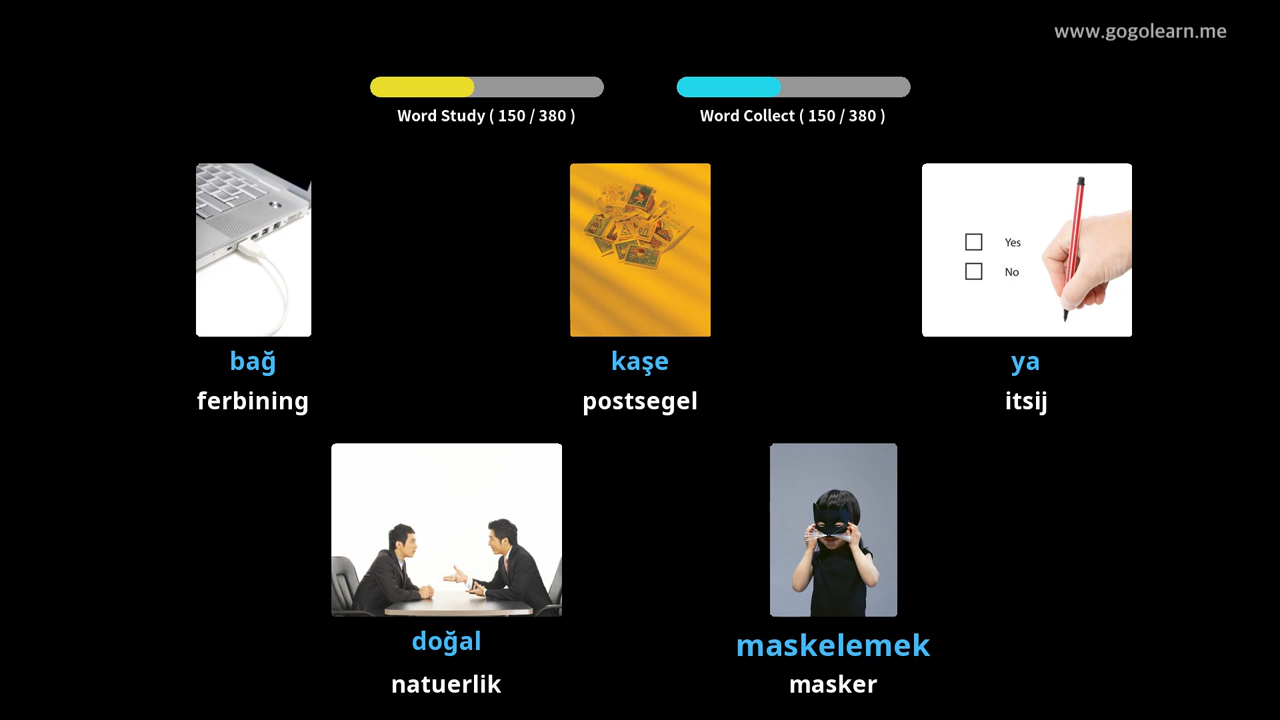 www.gogolearn.me
Word Study ( 150 / 380 )
Word Collect ( 150 / 380 )
Yes
No
bağ
kaşe
ya
ferbining
postsegel
itsij
doğal
maskelemek
natuerlik
masker